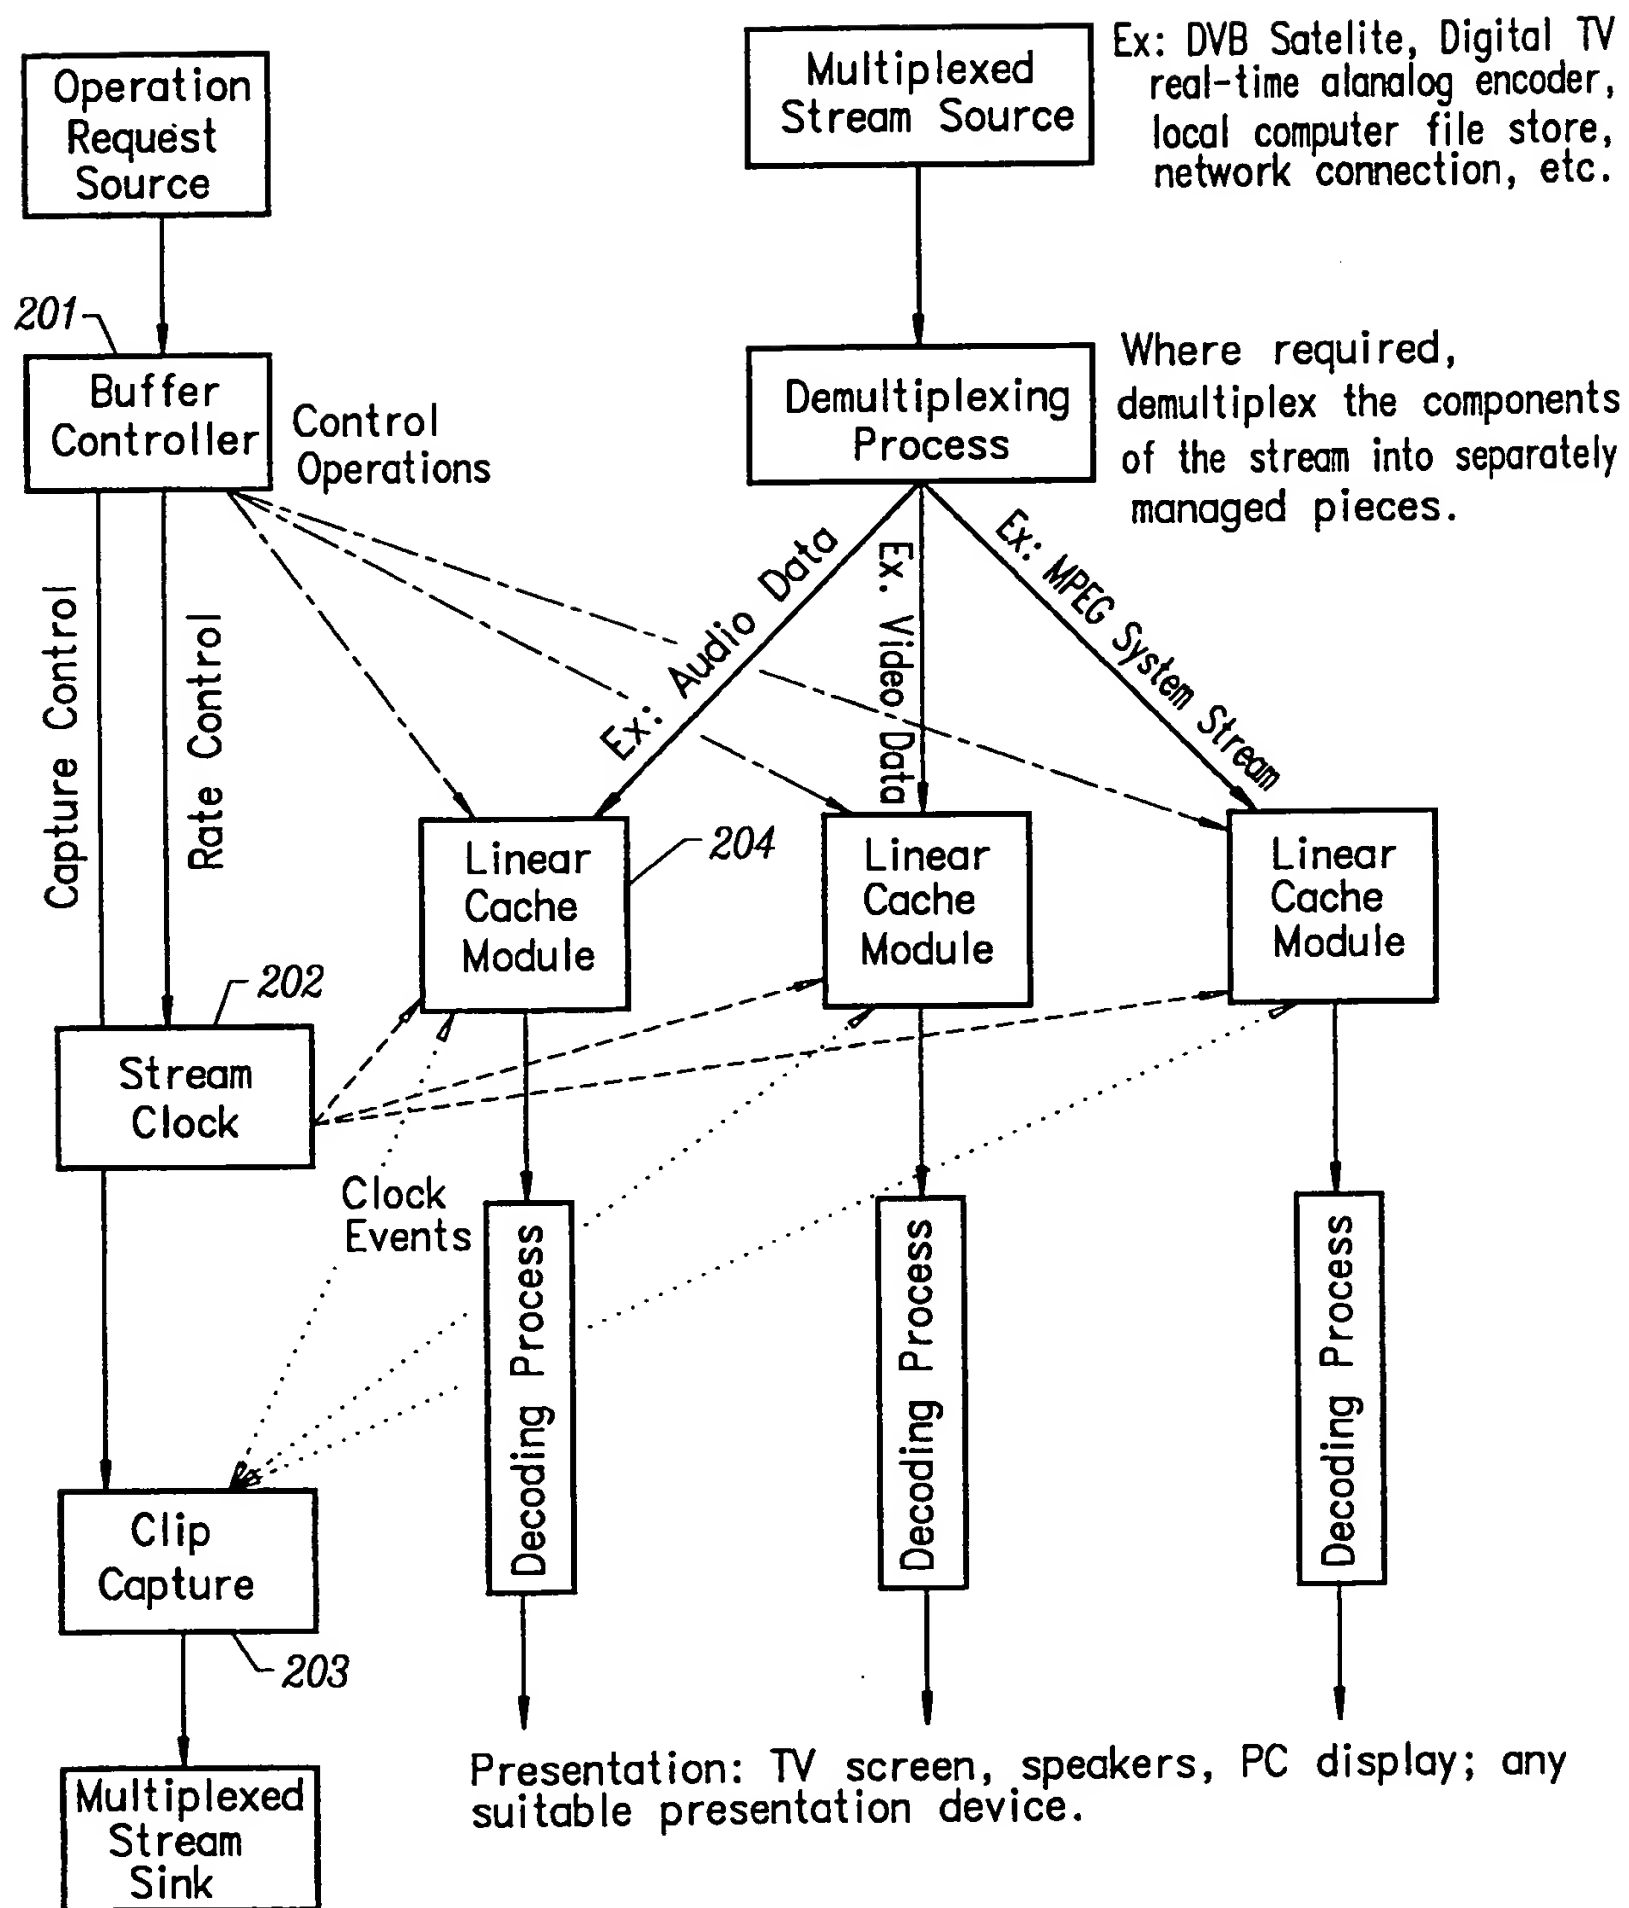 Operation
Request
Source
Multiplexed
Stream Source
Ex: DVB Satelite, Digital TV
real-time alanalog encoder,
local computer file store,
network connection, etc.
201
Buffer
Controller
Control
Operations
Demultiplexing
Process
Where required,
demultiplex the components
of the stream into separately
managed pieces.
Capture Control
Rate Control
Ex: Audio Data
Ex. Video Data
Ex: MPEG System Stream
Linear
Cache
Module
204
Linear
Cache
Module
Linear
Cache
Module
202
Stream
Clock
Clock
Events
Decoding Process
Decoding Process
Decoding Process
Clip
Capture
203
Multiplexed
Stream
Sink
Presentation: TV screen, speakers, PC display; any
suitable presentation device.